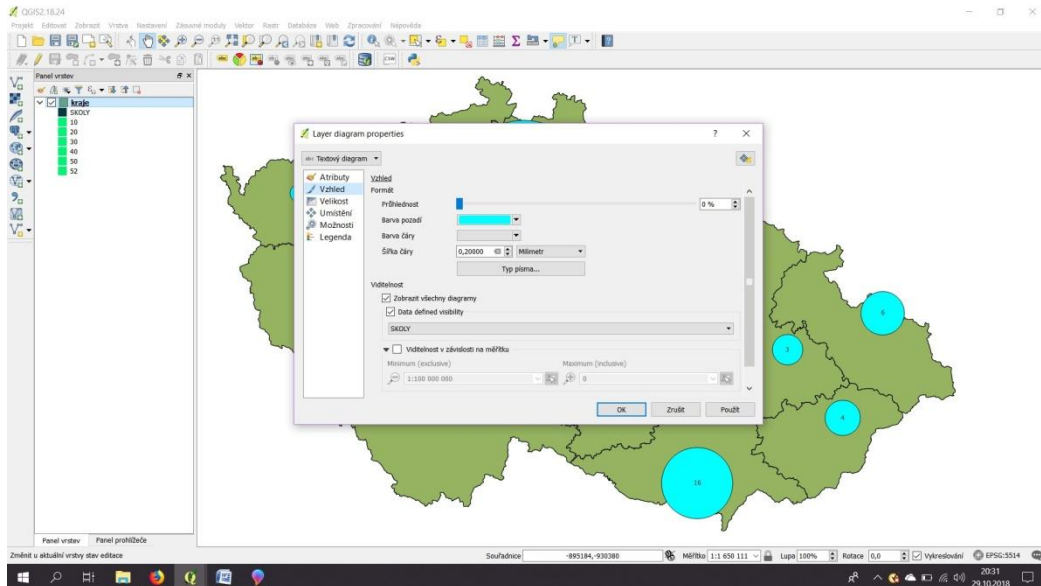 QGIS2.18.24
Projekt Editovat Zobrazit Vrstva Nastavení Zásuvné moduly Vektor Rastr Databáze Web Zpracování Nápověda
Panel vrstev
kraje
SKOLY
10
20
30
40
50
52
Layer diagram properties
Textový diagram
Atributy
Vzhled
Velikost
Umístění
Možnosti
Legenda
Vzhled
Formát
Průhlednost
0 %
Barva pozadí
Barva čáry
Šířka čáry
0,20000
Milimetr
Typ písma...
Viditelnost
Zobrazit všechny diagramy
Data defined visibility
SKOLY
Viditelnost v závislosti na měřítku
Minimum (exclusive)
Maximum (inclusive)
1:100 000 000
0
OK
Zrušit
Použít
6
3
4
16
Panel vrstev
Panel prohlížeče
Změnit u aktuální vrstvy stav editace
Souřadnice
-895184,-930380
Měřítko
1:1 650 111
Lupa
100%
Rotace
0,0
Vykreslování
EPSG:5514
20:31
29.10.2018